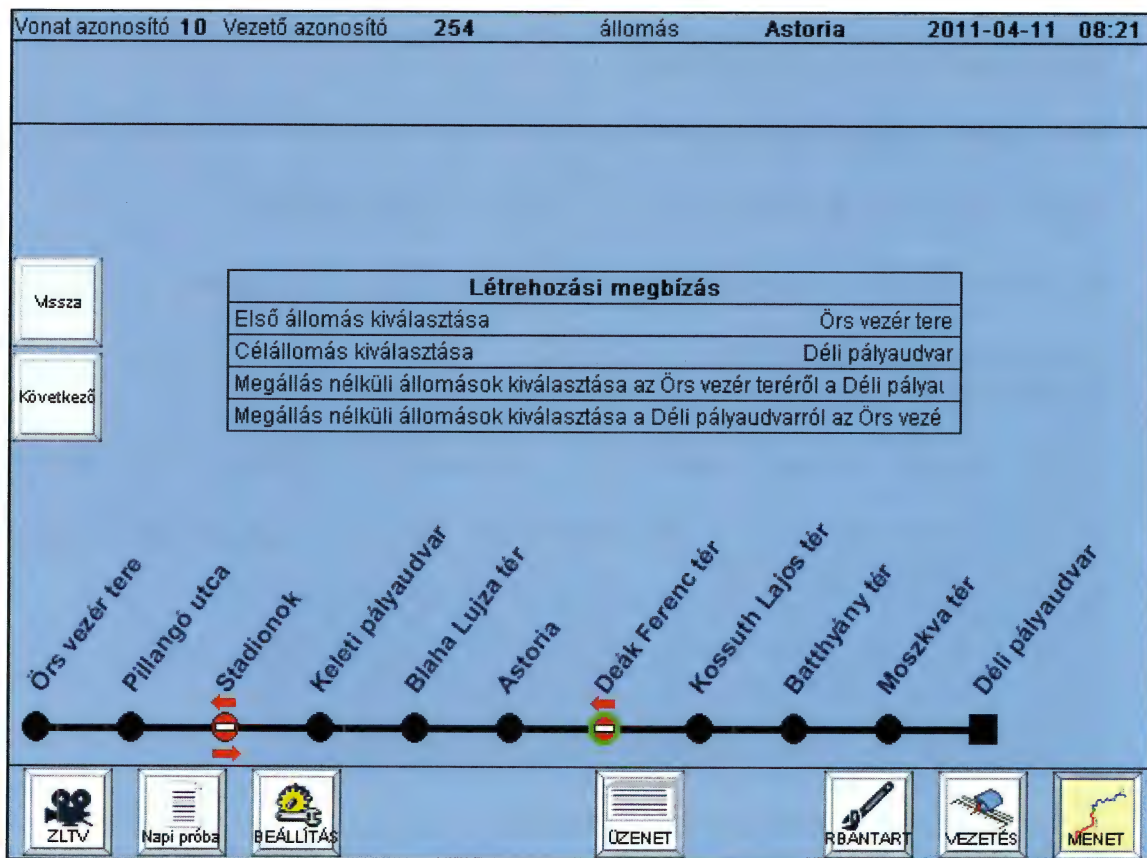 Vonat azonosító 10 Vezető azonosító 254 állomás Astoria 2011-04-11 08:21
Vissza
Következő
Létrehozási megbízás
Első állomás kiválasztása Örs vezér tere
Célállomás kiválasztása Déli pályaudvar
Megállás nélküli állomások kiválasztása az Örs vezér teréről a Déli pályau
Megállás nélküli állomások kiválasztása a Déli pályaudvarról az Örs vezé
Örs vezér tere
Pillangó utca
Stadionok
Keleti pályaudvar
Blaha Lujza tér
Astoria
Deák Ferenc tér
Kossuth Lajos tér
Batthyány tér
Moszkva tér
Déli pályaudvar
ZLTV
Napi próba
BEÁLLÍTÁS
ÜZENET
RBANTART
VEZETÉS
MENET